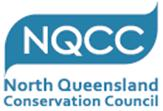 NQCC
North Queensland
Conservation Council